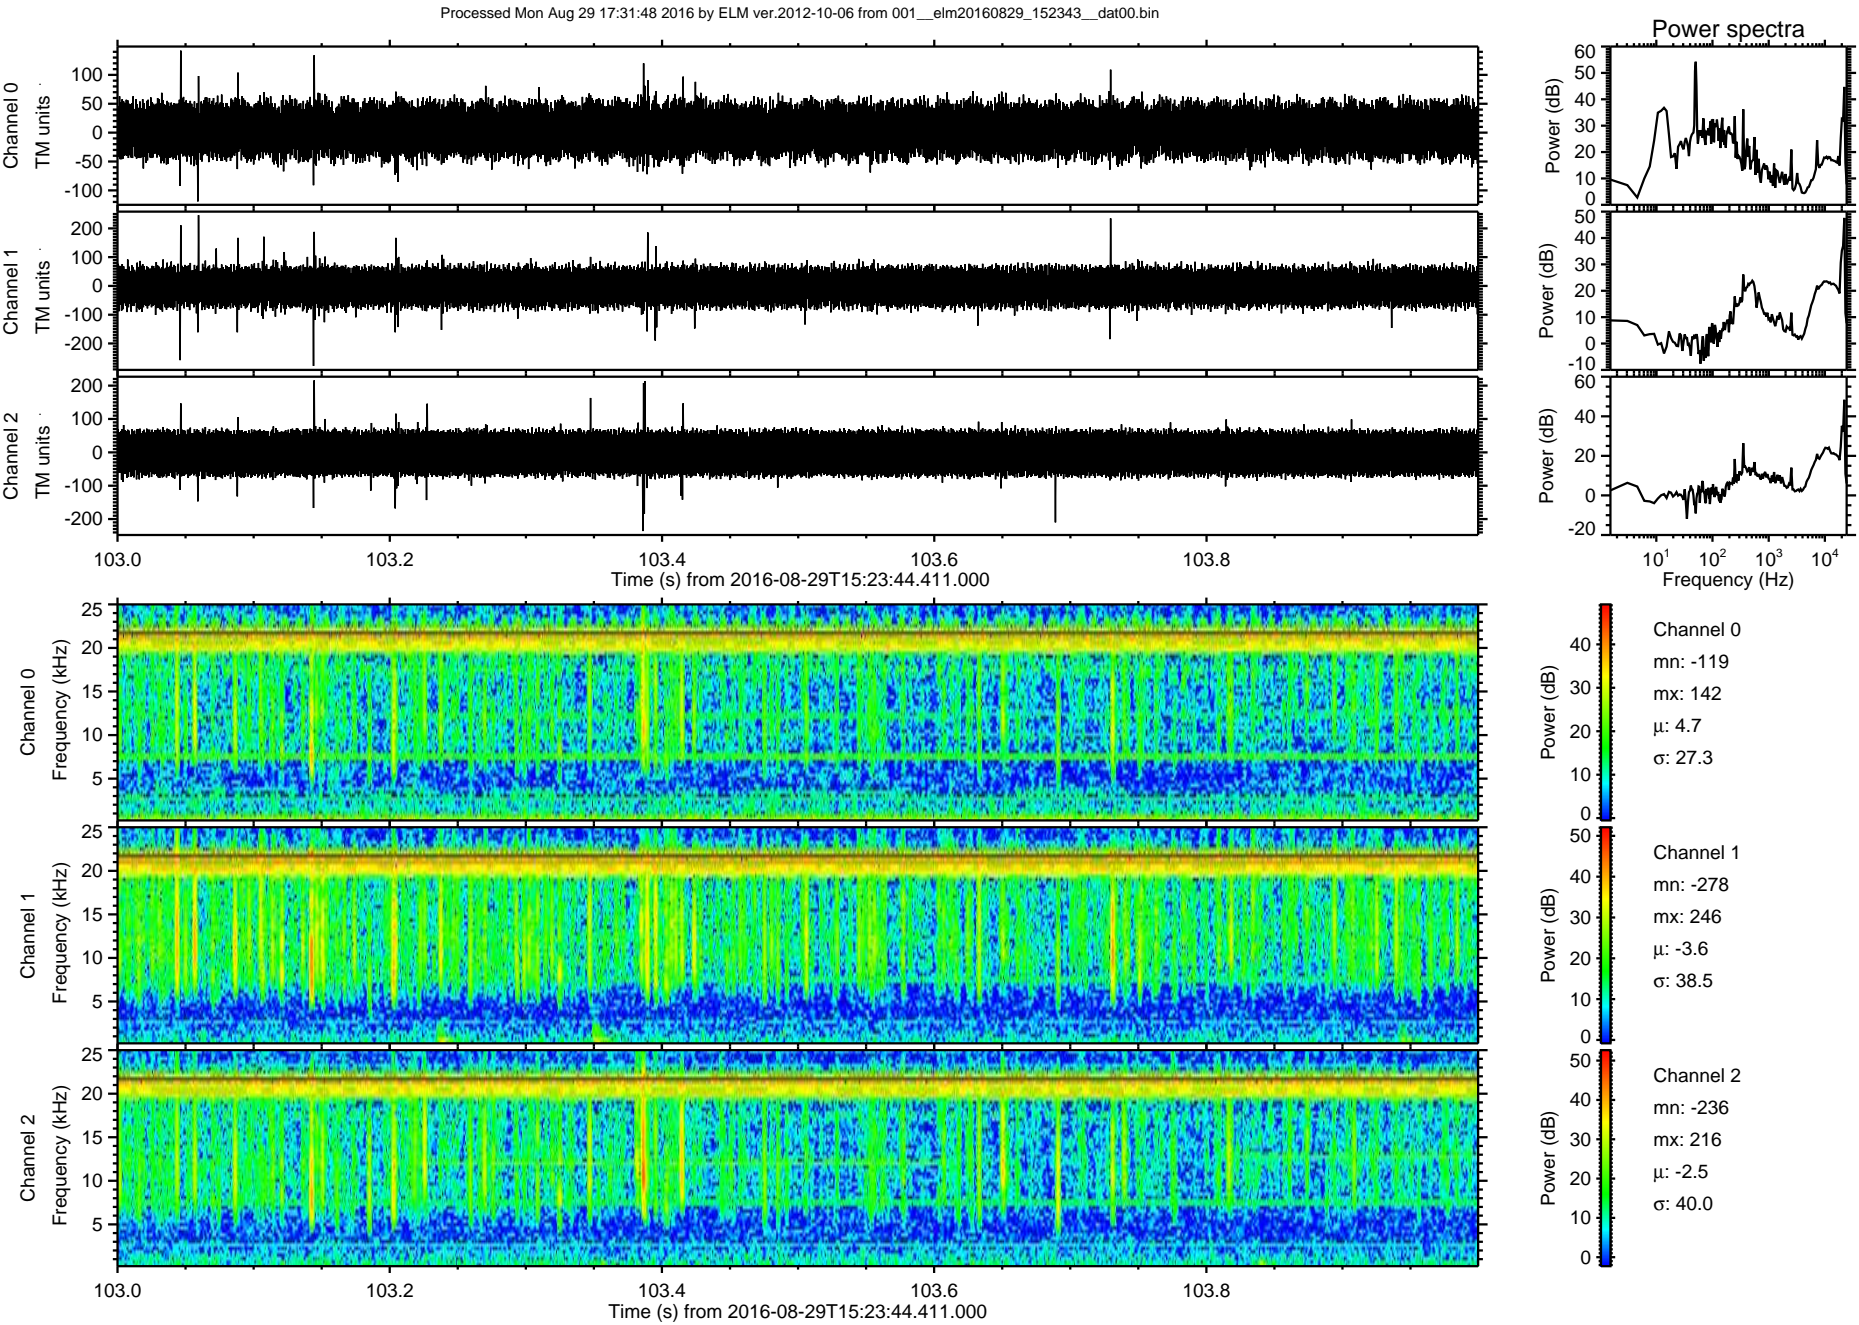 Processed Mon Aug 29 17:31:48 2016 by ELM ver.2012-10-06 from 001__elm20160829_152343__dat00.bin
Power spectra
Channel 0
TM units
100
50
0
-50
-100
Power (dB)
60
50
40
30
20
10
0
Channel 1
TM units
200
100
0
-100
-200
Power (dB)
50
40
30
20
10
0
-10
Channel 2
TM units
200
100
0
-100
-200
Power (dB)
60
40
20
0
-20
103.0 103.2 103.4 103.6 103.8
Time (s) from 2016-08-29T15:23:44.411.000
10^1 10^2 10^3 10^4
Frequency (Hz)
Channel 0
Frequency (kHz)
25
20
15
10
5
Power (dB)
40
30
20
10
0
Channel 0
mn: -119
mx: 142
μ: 4.7
σ: 27.3
Channel 1
Frequency (kHz)
25
20
15
10
5
Power (dB)
50
40
30
20
10
0
Channel 1
mn: -278
mx: 246
μ: -3.6
σ: 38.5
Channel 2
Frequency (kHz)
25
20
15
10
5
Power (dB)
50
40
30
20
10
0
Channel 2
mn: -236
mx: 216
μ: -2.5
σ: 40.0
103.0 103.2 103.4 103.6 103.8
Time (s) from 2016-08-29T15:23:44.411.000